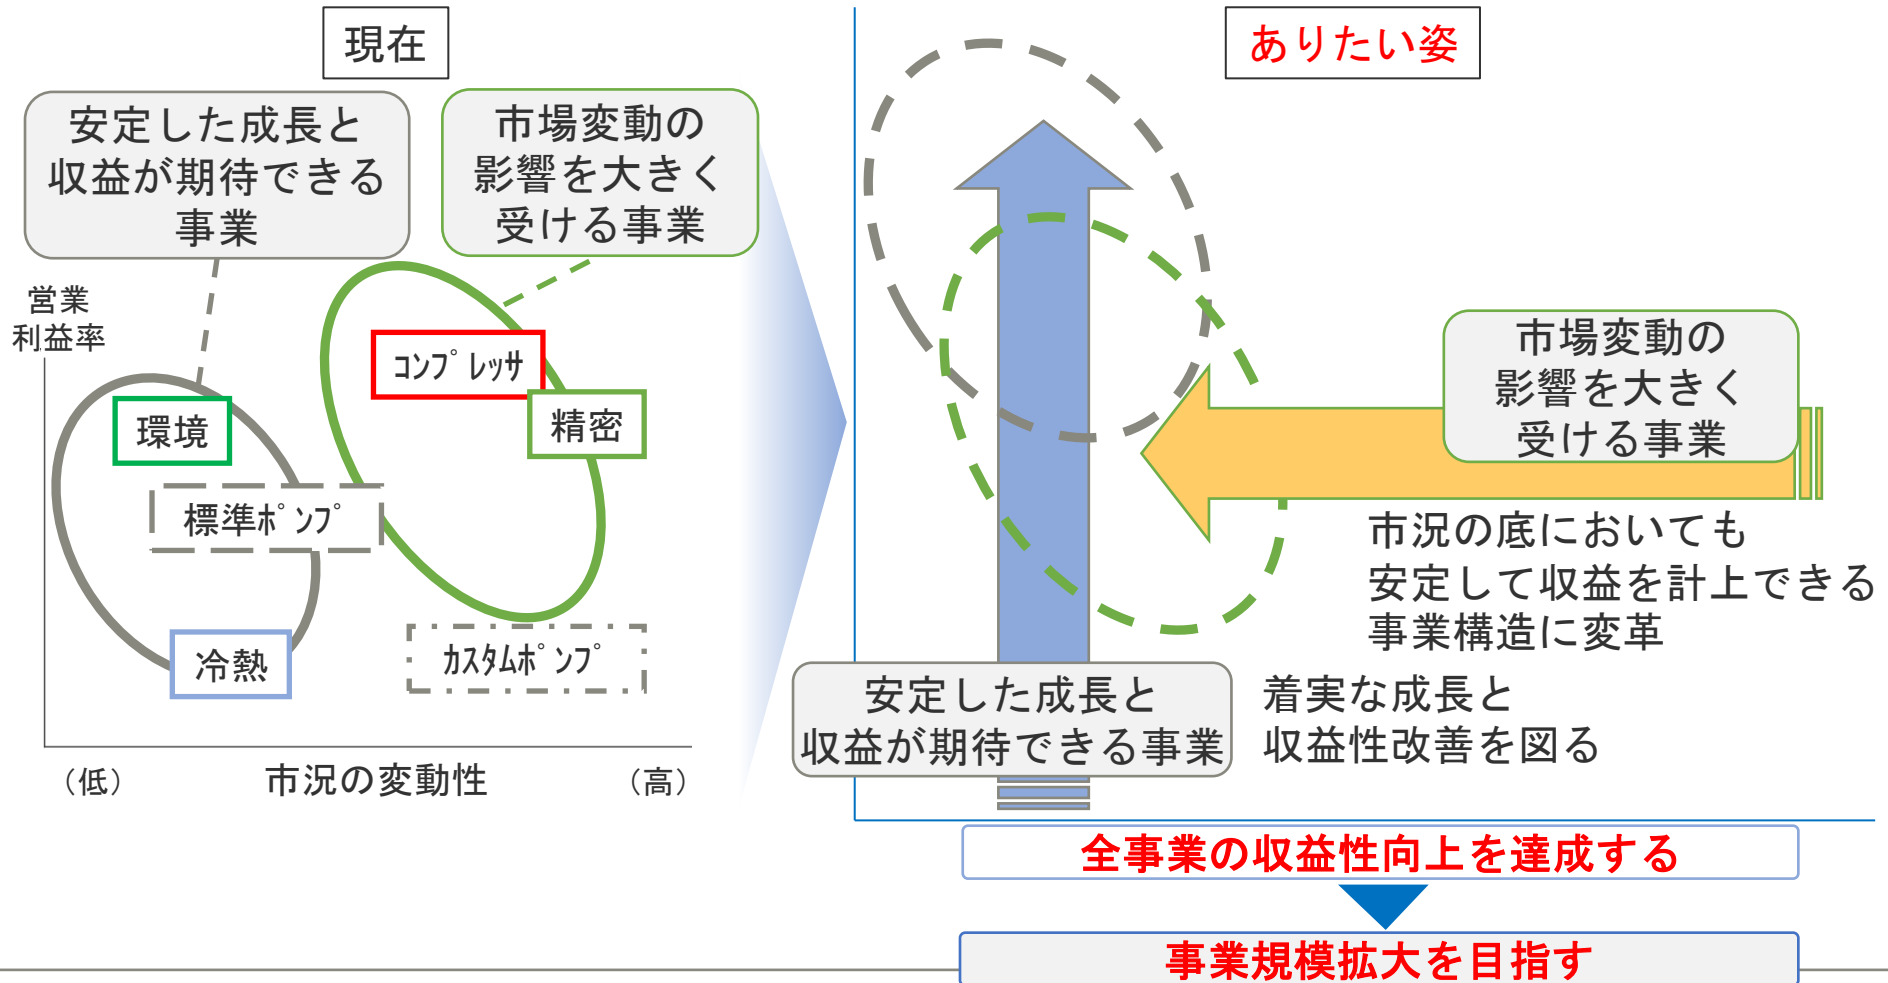 現在
安定した成長と
収益が期待できる
事業
市場変動の
影響を大きく
受ける事業
営業
利益率
コンプレッサ
精密
環境
標準ポンプ
冷熱
カスタムポンプ
（低）
市況の変動性
（高）
ありたい姿
市場変動の
影響を大きく
受ける事業
市況の底においても
安定して収益を計上できる
事業構造に変革
安定した成長と
収益が期待できる事業
着実な成長と
収益性改善を図る
全事業の収益性向上を達成する
事業規模拡大を目指す